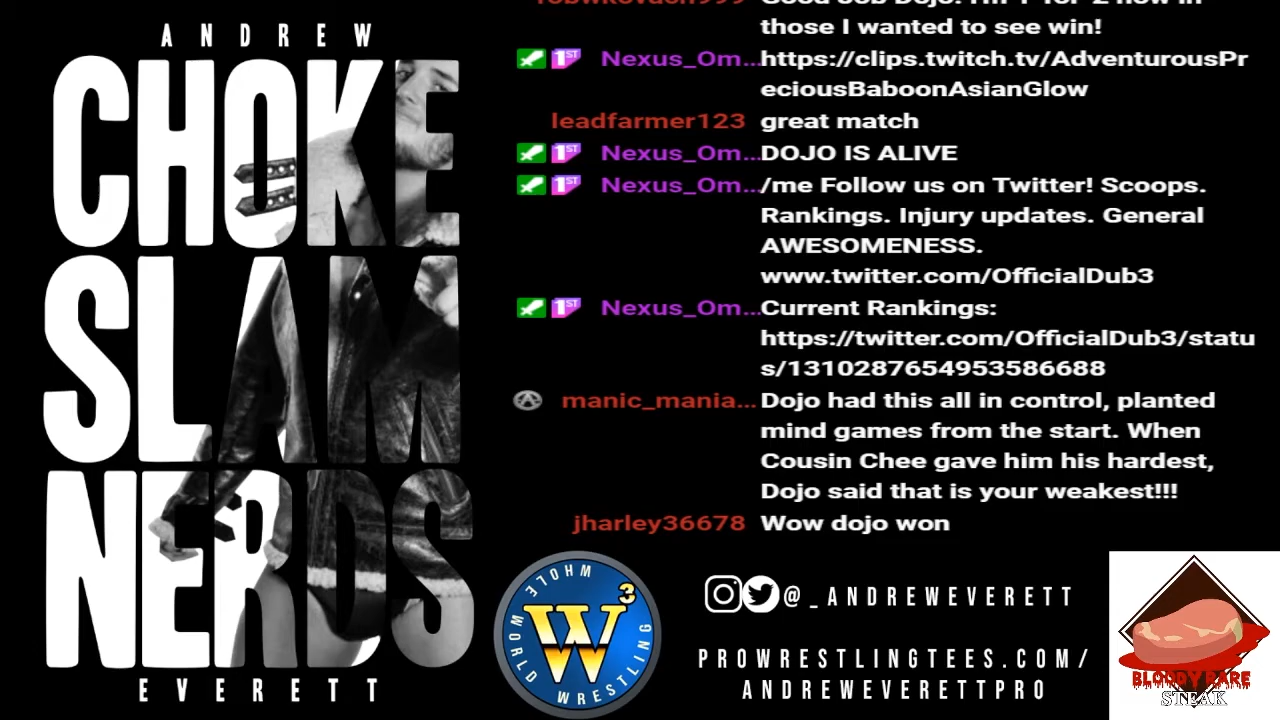 ANDREW
CHOKE
SLAM
NERDS
EVERETT
those I wanted to see win!
Nexus_Om... https://clips.twitch.tv/AdventurousPr
eciousBaboonAsianGlow
leadfarmer123 great match
Nexus_Om... DOJO IS ALIVE
Nexus_Om... /me Follow us on Twitter! Scoops.
Rankings. Injury updates. General
AWESOMENESS.
www.twitter.com/OfficialDub3
Nexus_Om... Current Rankings:
https://twitter.com/OfficialDub3/statu
s/1310287654953586688
manic_mania... Dojo had this all in control, planted
mind games from the start. When
Cousin Chee gave him his hardest,
Dojo said that is your weakest!!!
jharley36678 Wow dojo won
WHOLE
W3
WORLD WRESTLING
@_ANDREWEVERETT
PROWRESTLINGTEES.COM/
ANDREWEVERETTPRO
BLOODY RARE
STEAK
1ST
1ST
1ST
1ST